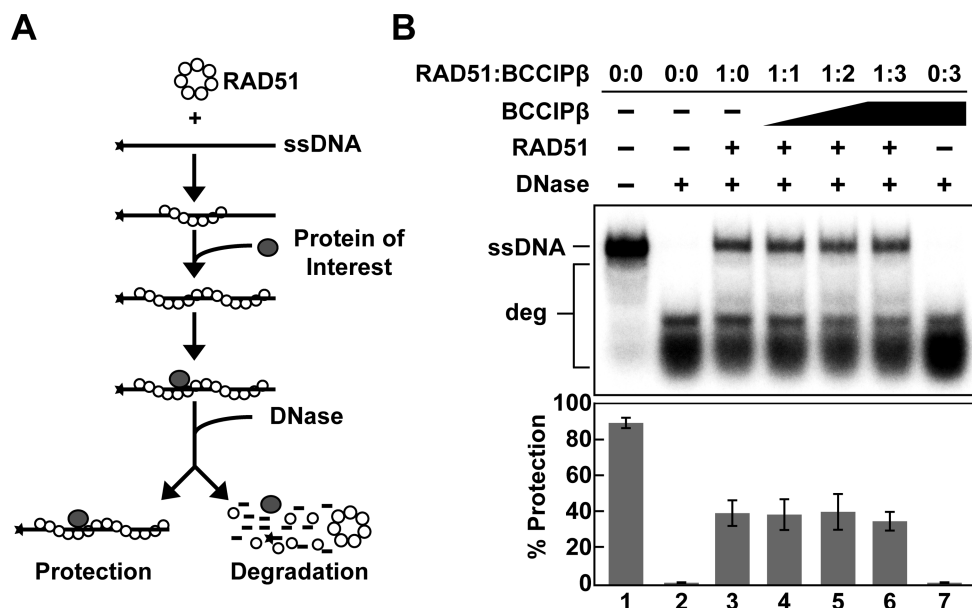 A
RAD51
+
ssDNA
Protein of
Interest
DNase
Protection
Degradation
B
RAD51:BCCIPβ 0:0 0:0 1:0 1:1 1:2 1:3 0:3
BCCIPβ – – –
RAD51 – – + + + + –
DNase – + + + + + +
ssDNA
deg
% Protection
100
80
60
40
20
0
1 2 3 4 5 6 7